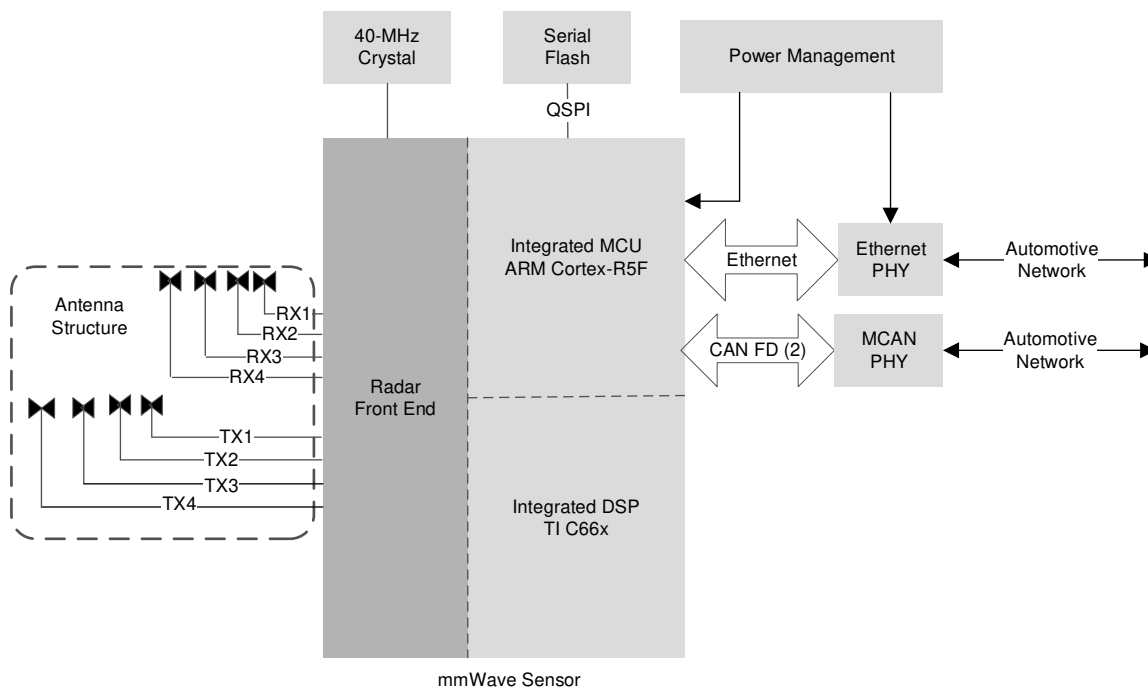 40-MHz
Crystal
Serial
Flash
Power Management
QSPI
Integrated MCU
ARM Cortex-R5F
Ethernet
Ethernet
PHY
Automotive
Network
Antenna
Structure
RX1
RX2
RX3
RX4
CAN FD (2)
MCAN
PHY
Automotive
Network
Radar
Front End
TX1
TX2
TX3
TX4
Integrated DSP
TI C66x
mmWave Sensor